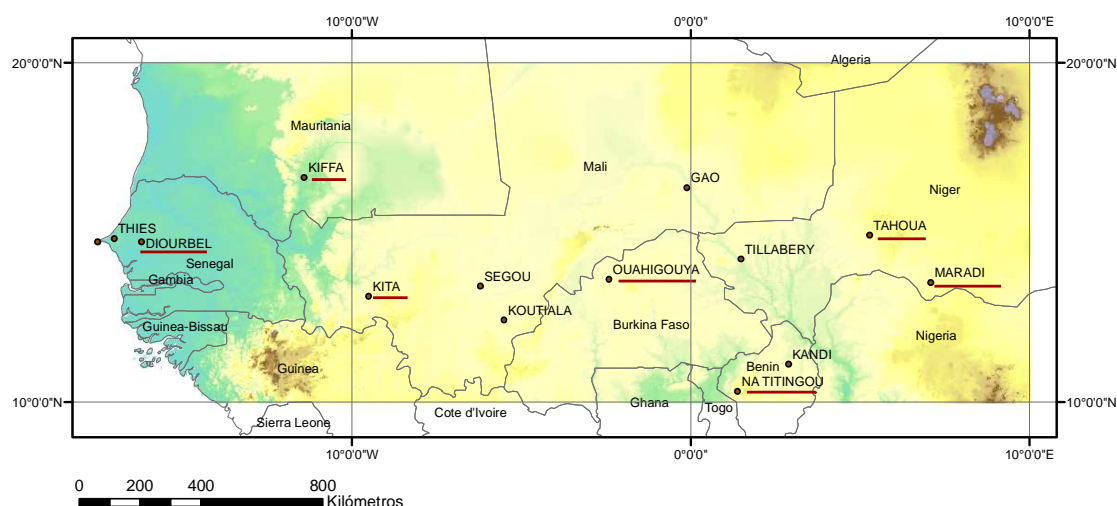 10°0'0"W 0°0'0" 10°0'0"E
20°0'0"N 20°0'0"N
Algeria
Mauritania
Mali
KIFFA
GAO
Niger
THIES
TAHOUA
DIOURBEL
TILLABERY
Senegal
OUAHIGOUYA
MARADI
Gambia
SEGOU
KITA
KOUTIALA
Guinea-Bissau
Burkina Faso
Nigeria
KANDI
Guinea
Benin
NA TITINGOU
10°0'0"N 10°0'0"N
Ghana
Togo
Cote d'Ivoire
Sierra Leone
10°0'0"W 0°0'0" 10°0'0"E
0 200 400 800
Kilómetros